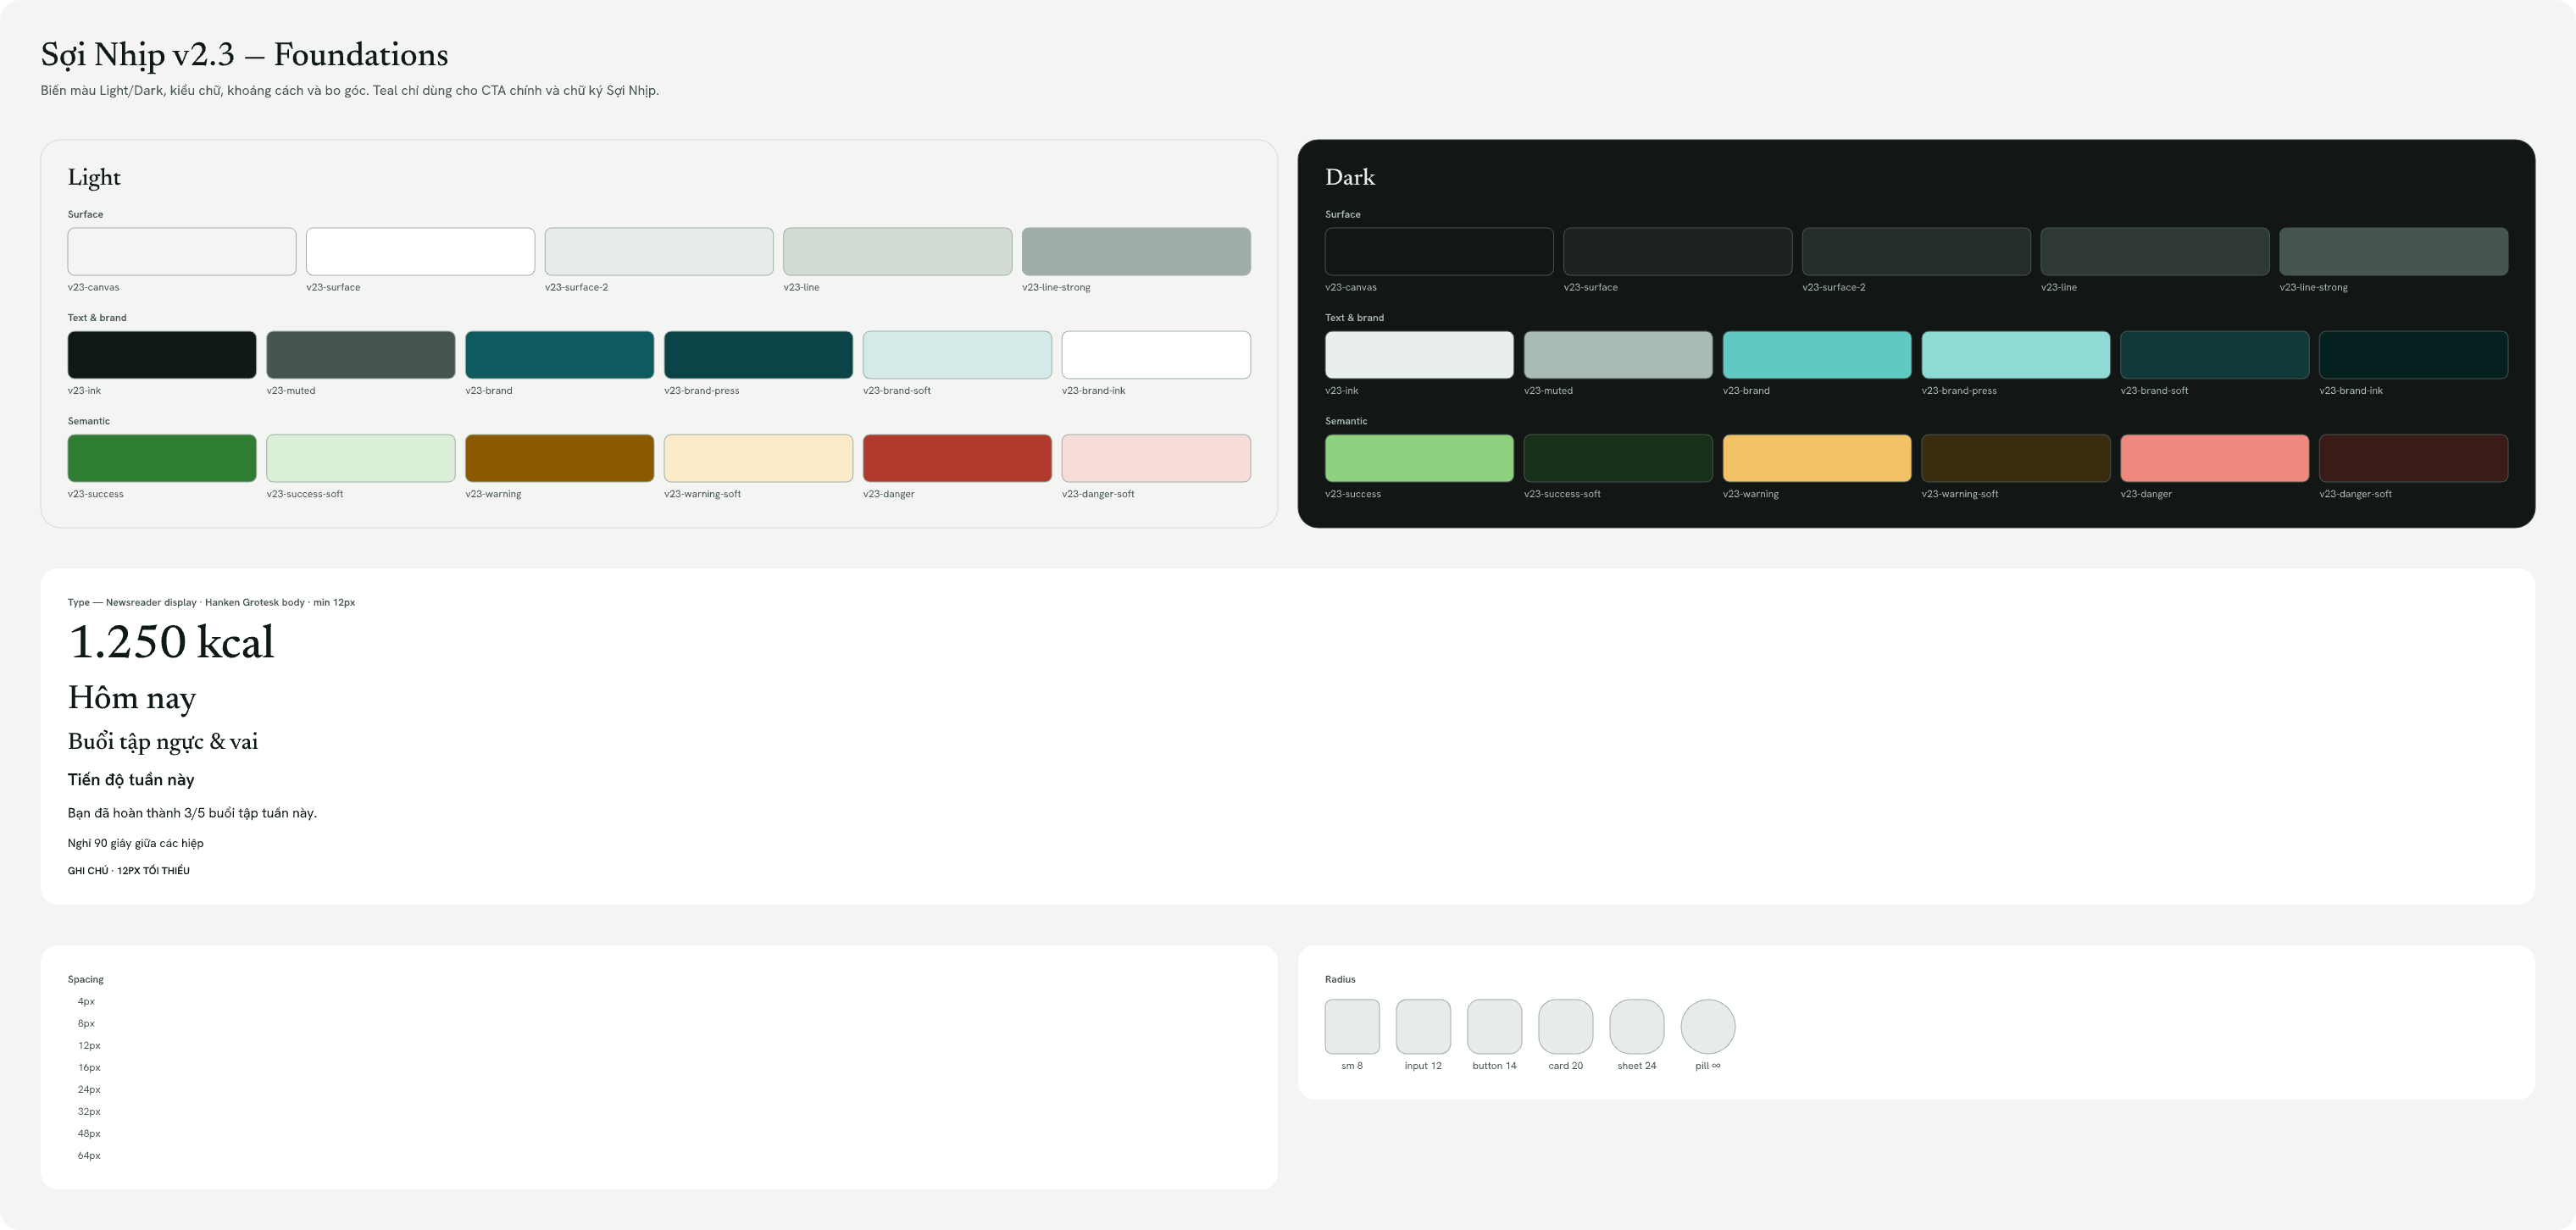 Sợi Nhịp v2.3 — Foundations
Biến màu Light/Dark, kiểu chữ, khoảng cách và bo góc. Teal chỉ dùng cho CTA chính và chữ ký Sợi Nhịp.
Light
Surface
v23-canvas
v23-surface
v23-surface-2
v23-line
v23-line-strong
Text & brand
v23-ink
v23-muted
v23-brand
v23-brand-press
v23-brand-soft
v23-brand-ink
Semantic
v23-success
v23-success-soft
v23-warning
v23-warning-soft
v23-danger
v23-danger-soft
Dark
Surface
v23-canvas
v23-surface
v23-surface-2
v23-line
v23-line-strong
Text & brand
v23-ink
v23-muted
v23-brand
v23-brand-press
v23-brand-soft
v23-brand-ink
Semantic
v23-success
v23-success-soft
v23-warning
v23-warning-soft
v23-danger
v23-danger-soft
Type — Newsreader display · Hanken Grotesk body · min 12px
1.250 kcal
Hôm nay
Buổi tập ngực & vai
Tiến độ tuần này
Bạn đã hoàn thành 3/5 buổi tập tuần này.
Nghỉ 90 giây giữa các hiệp
GHI CHÚ · 12PX TỐI THIỂU
Spacing
4px
8px
12px
16px
24px
32px
48px
64px
Radius
sm 8
input 12
button 14
card 20
sheet 24
pill ∞